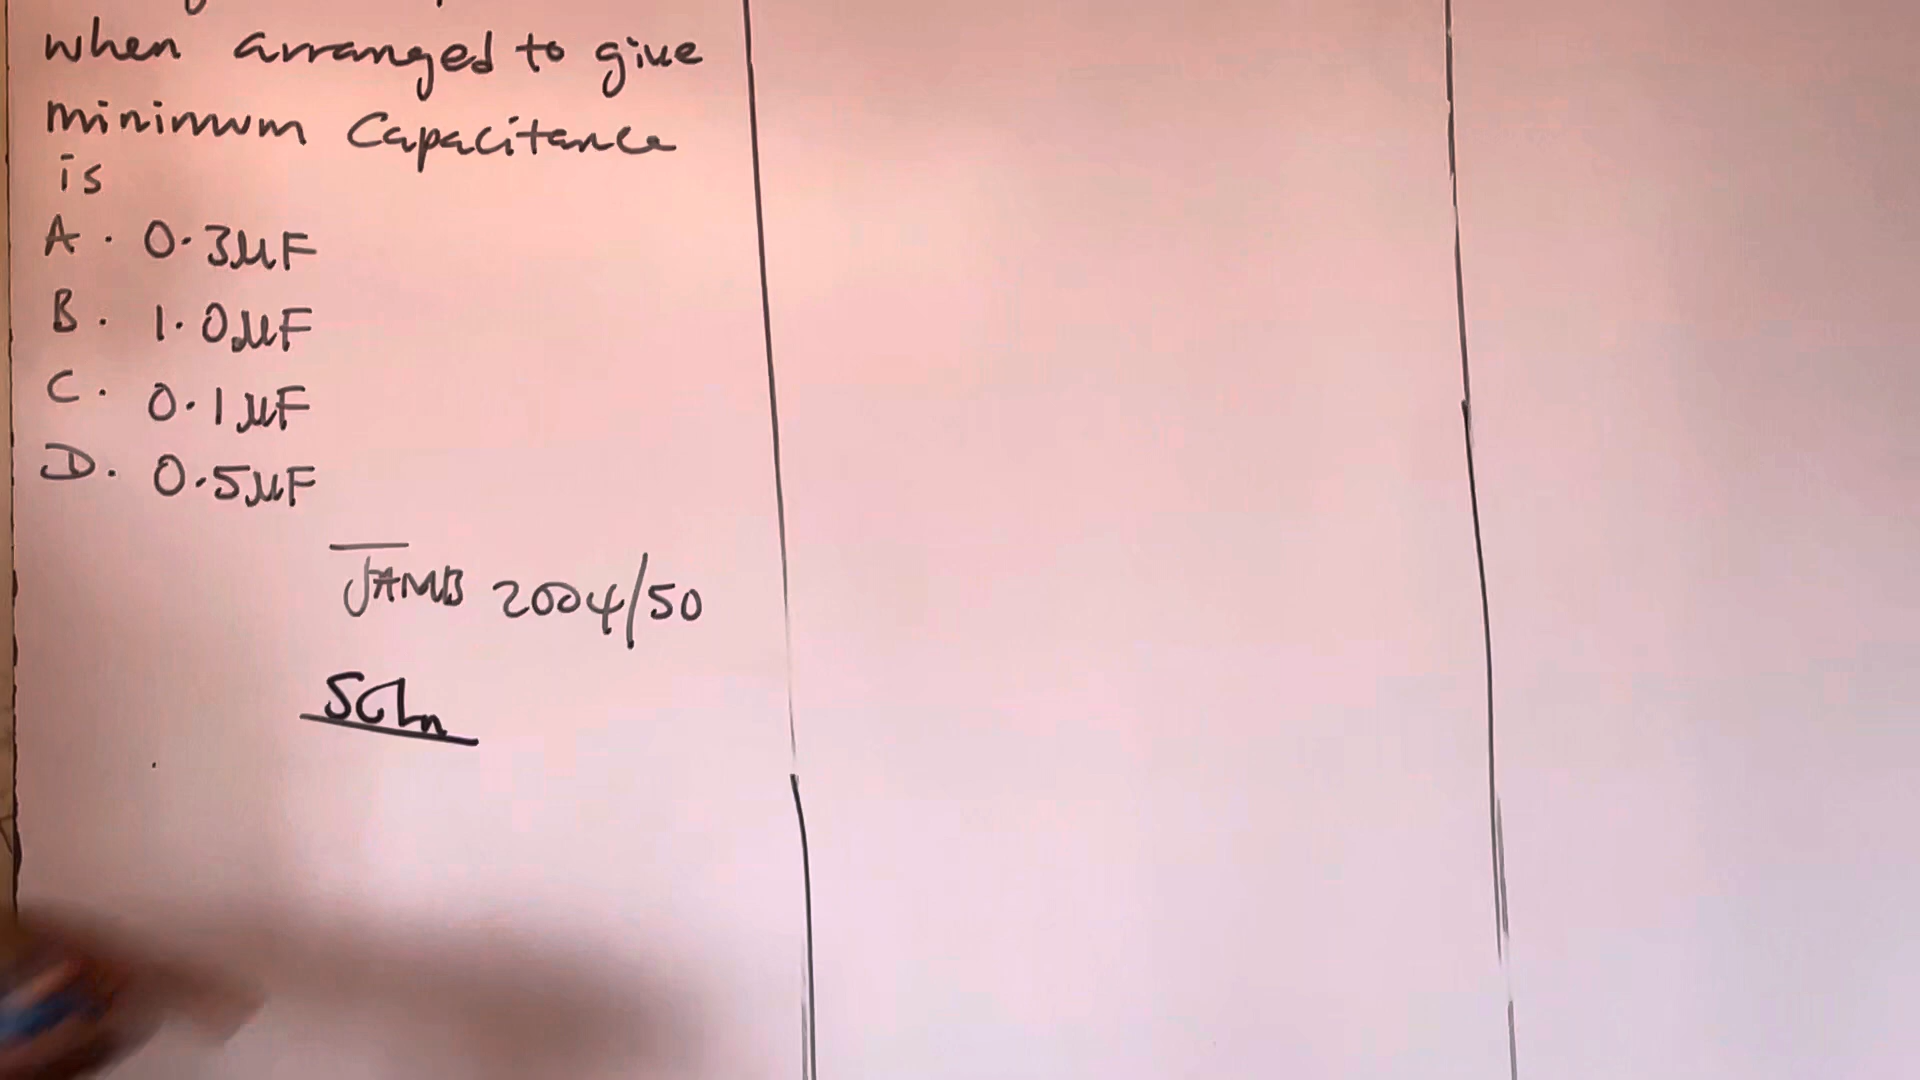 when arranged to give
minimum Capacitance
is
A. 0.3µF
B. 1.0µF
C. 0.1µF
D. 0.5µF
JAMB 2004/50
Soln